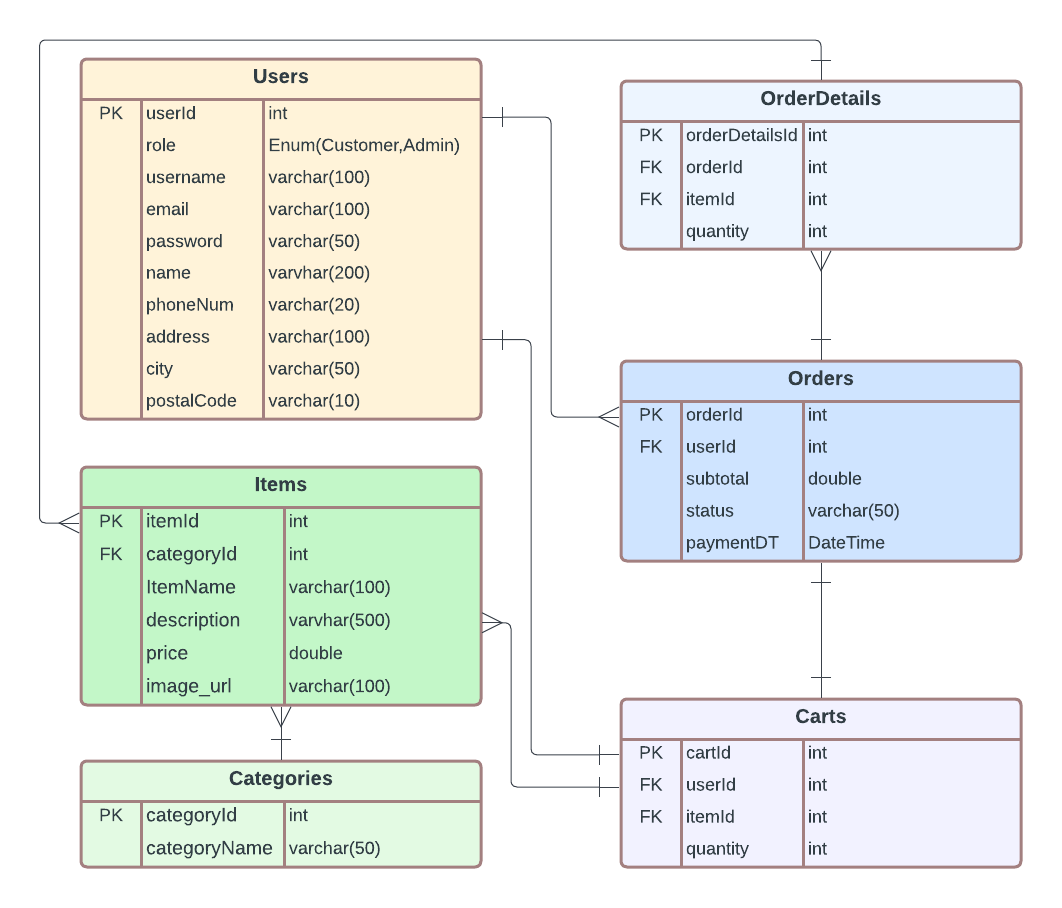 Users
PK userId int
role Enum(Customer,Admin)
username varchar(100)
email varchar(100)
password varchar(50)
name varvhar(200)
phoneNum varchar(20)
address varchar(100)
city varchar(50)
postalCode varchar(10)
OrderDetails
PK orderDetailsId int
FK orderId int
FK itemId int
quantity int
Orders
PK orderId int
FK userId int
subtotal double
status varchar(50)
paymentDT DateTime
Items
PK itemId int
FK categoryId int
ItemName varchar(100)
description varvhar(500)
price double
image_url varchar(100)
Categories
PK categoryId int
categoryName varchar(50)
Carts
PK cartId int
FK userId int
FK itemId int
quantity int